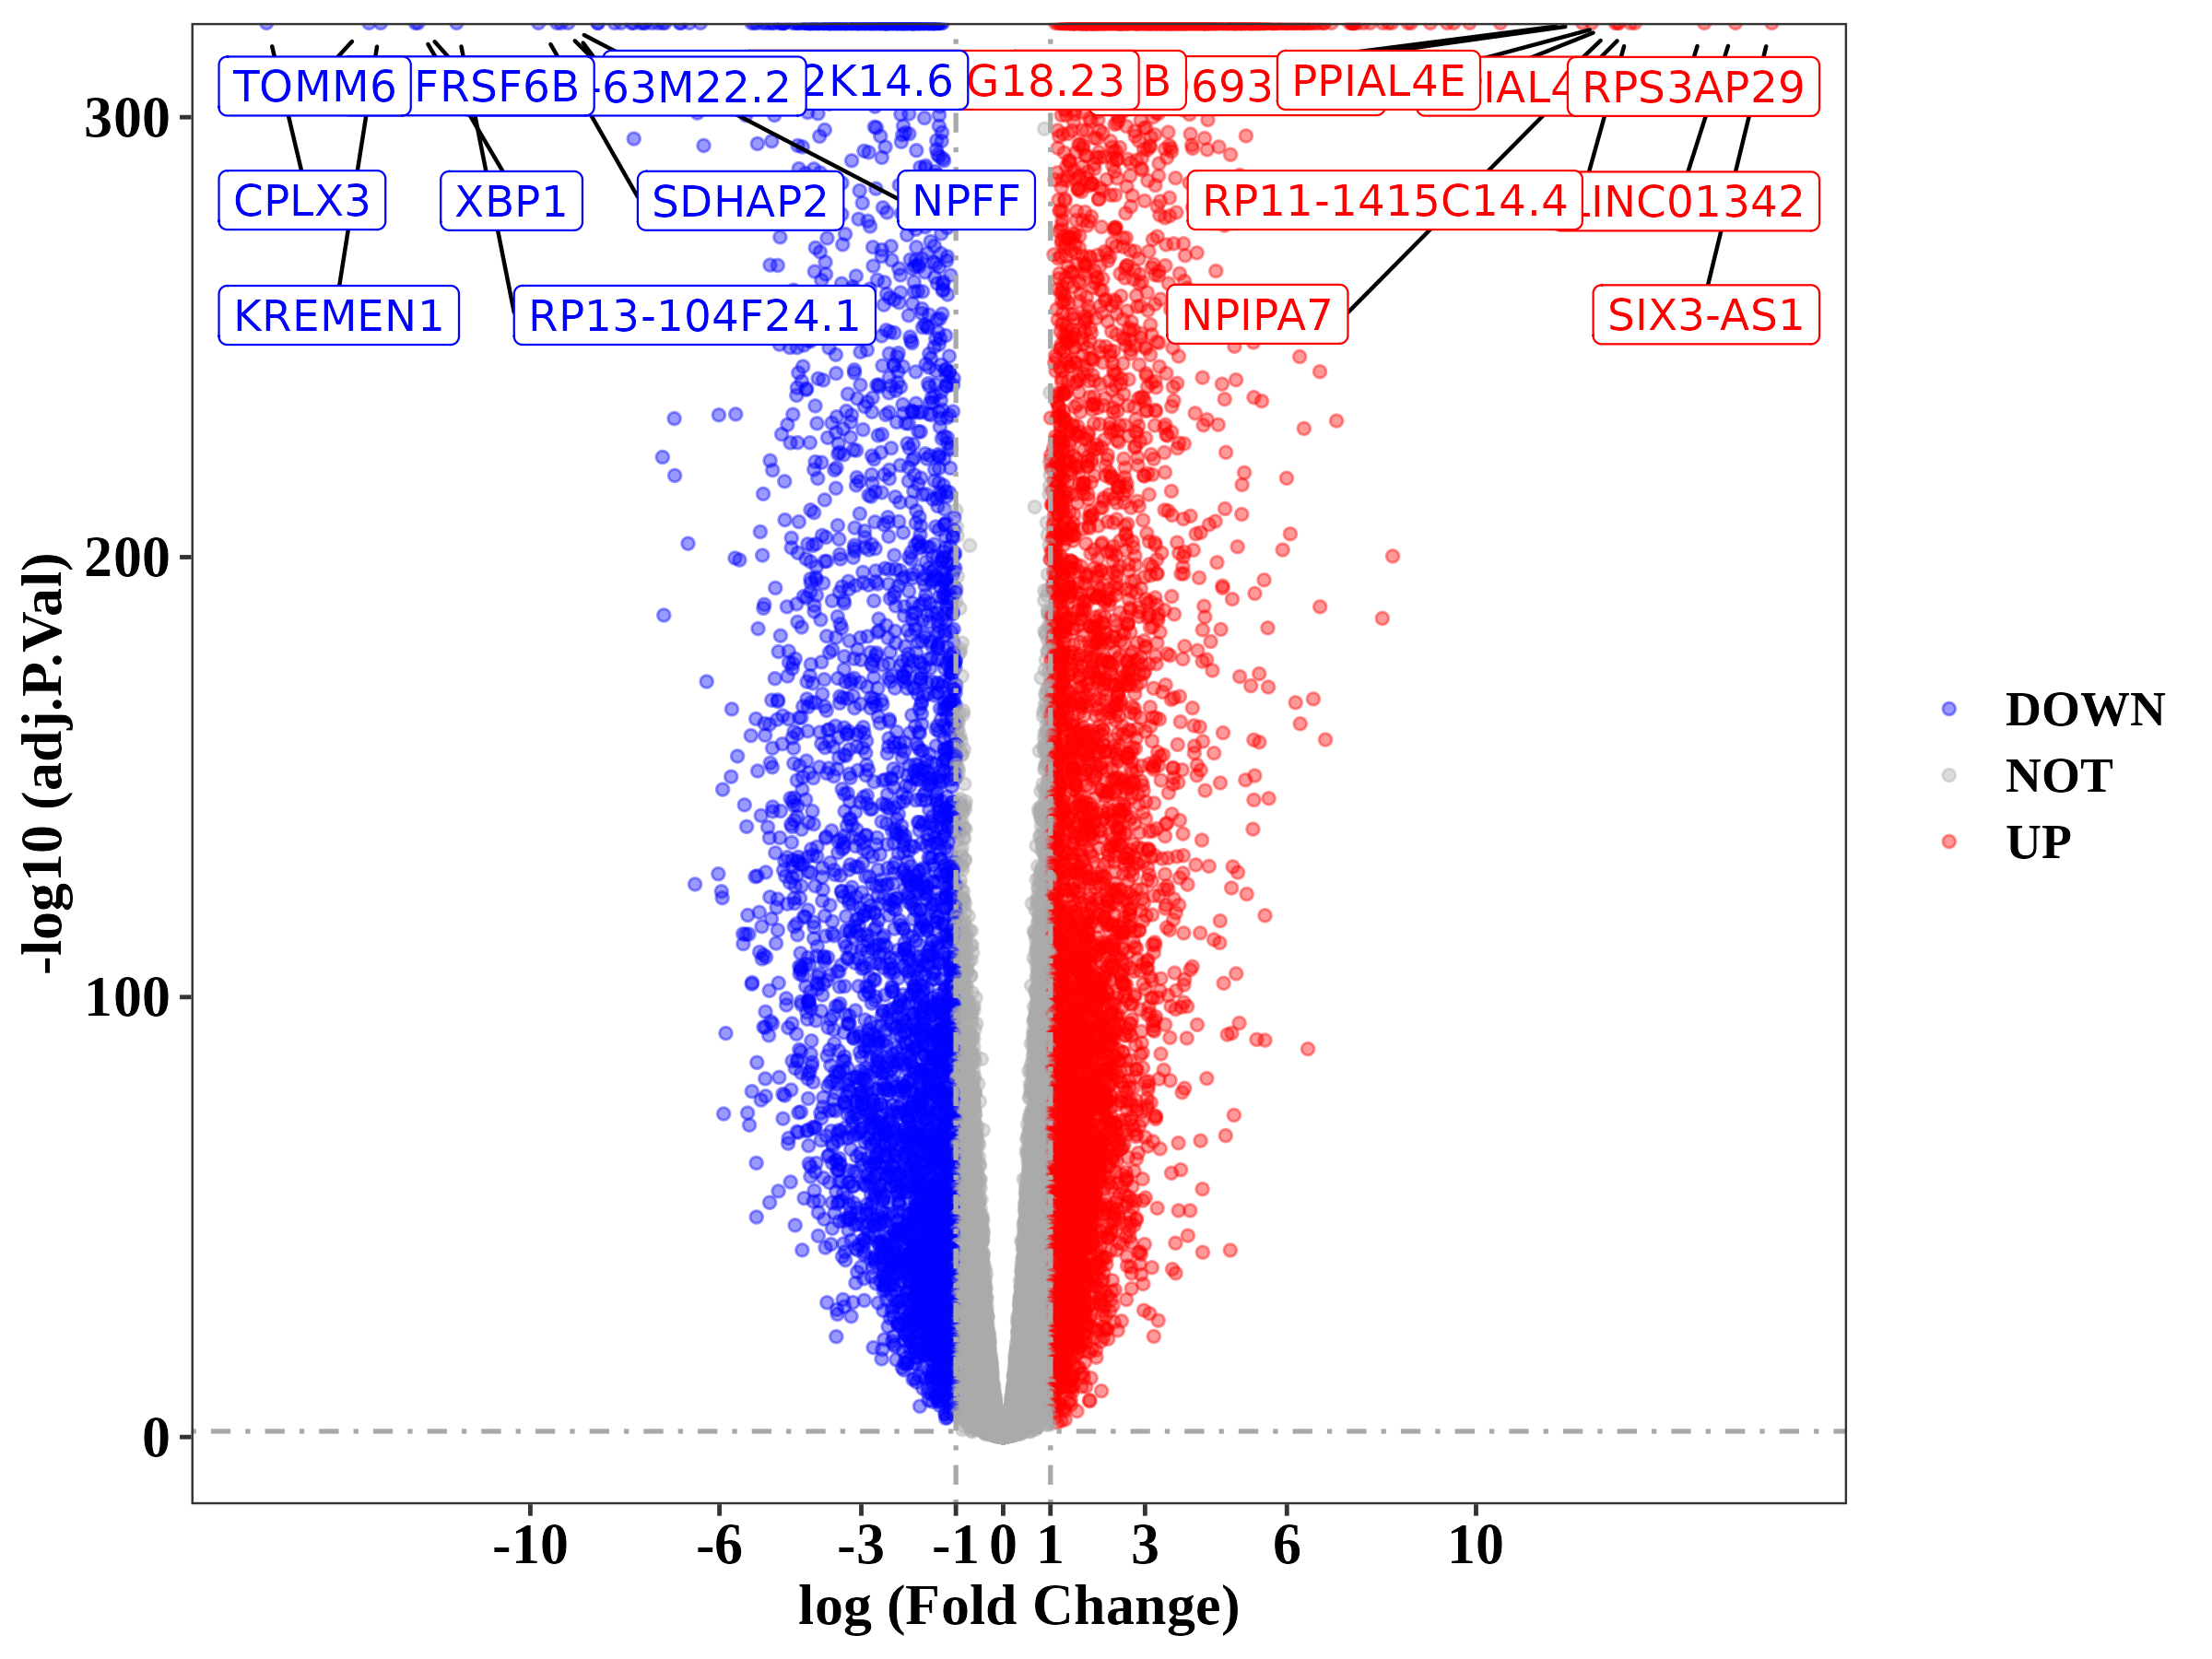 TOMM6 FRSF6B -63M22.2 2K14.6 G18.23 B 693 PPIAL4E IAL4 RPS3AP29
CPLX3 XBP1 SDHAP2 NPFF RP11-1415C14.4 INC01342
KREMEN1 RP13-104F24.1 NPIPA7 SIX3-AS1
300
200
100
0
-log10 (adj.P.Val)
DOWN
NOT
UP
-10 -6 -3 -1 0 1 3 6 10
log (Fold Change)